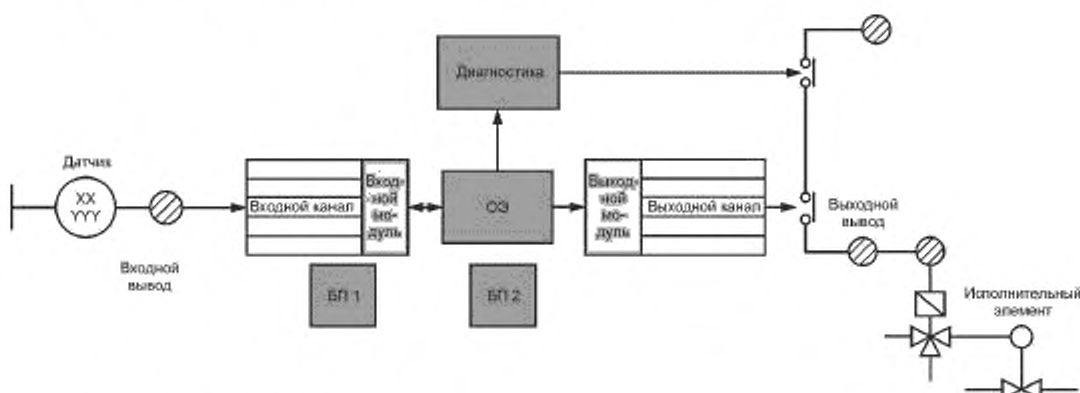 Диагностика
Датчик
XX
YYY
Входной
вывод
Входной канал
Вход-
ной
мо-
дуль
ОЭ
Выход-
ной
мо-
дуль
Выходной канал
Выходной
вывод
БП 1
БП 2
Исполнительный
элемент